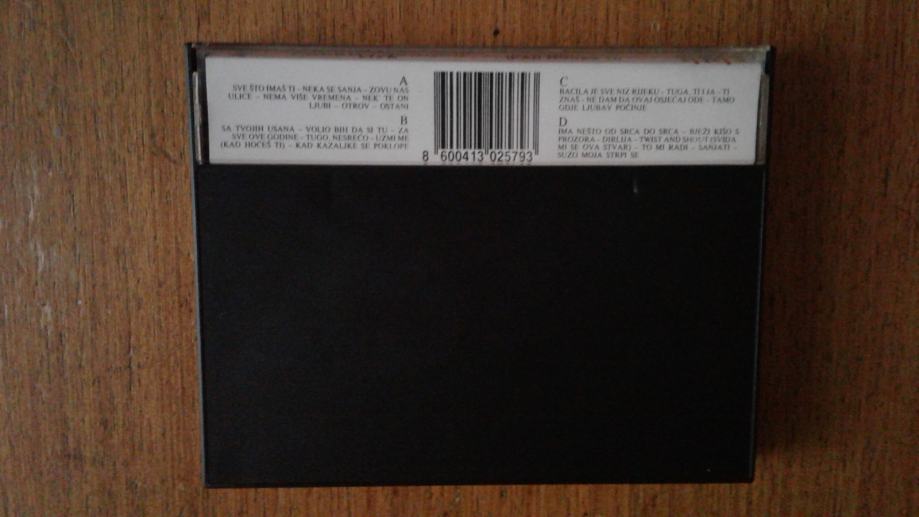 A
SVE ŠTO IMAŠ TI - NEKA SE SANJA - ZOVU NAS
ULICE - NEMA VIŠE VREMENA - NEK' TE ON
LJUBI - OTROV - OSTANI
B
SA TVOJIH USANA - VOLIO BIH DA SI TU - ZA
SVE OVE GODINE - TUGO, NESREĆO - UZMI ME
(KAO HOĆEŠ TI) - KAD KAZALJKE SE POKLOPE
8 600413 025793
C
BACILA JE SVE NIZ RIJEKU - TUGA, TI I JA - TI
ZNAŠ - NE DAM DA OVAJ OSJEĆAJ ODE - TAMO
GDJE LJUBAV POČINJE
D
IMA NEŠTO OD SRCA DO SRCA - BJEŽI KIŠO S
PROZORA - DIRLIJA - TWIST AND SHOUT (SVIĐA
MI SE OVA STVAR) - TO MI RADI - SANJATI -
SUZO MOJA STRPI SE